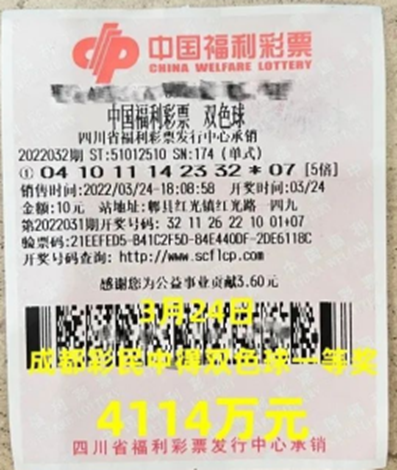 中国福利彩票
CHINA WELFARE LOTTERY
中国福利彩票 双色球
四川省福利彩票发行中心承销
2022032期 ST:51012510 SN:174 (单式)
① 04 10 11 14 23 32 * 07 [5倍]
销售时间:2022/03/24-18:08:58 开奖时间:03/24
金额:10元 站地址:郫县红光镇红光路一四九
第2022031期开奖号码: 32 11 26 22 10 01+07
验票码:21EEFED5-B41C2F5D-84E440DF-2DE6118C
开奖号码查询: http://www.scflcp.com
感谢您为公益事业贡献3.60元
3月24日
成都彩民中得双色球一等奖
4114万元
四川省福利彩票发行中心承销